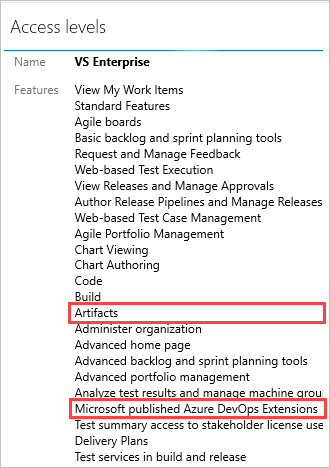 Access levels
Name VS Enterprise
Features View My Work Items
Standard Features
Agile boards
Basic backlog and sprint planning tools
Request and Manage Feedback
Web-based Test Execution
View Releases and Manage Approvals
Author Release Pipelines and Manage Releases
Web-based Test Case Management
Agile Portfolio Management
Chart Viewing
Chart Authoring
Code
Build
Artifacts
Administer organization
Advanced home page
Advanced backlog and sprint planning tools
Advanced portfolio management
Analyze test results and manage machine grou
Microsoft published Azure DevOps Extensions
Test summary access to stakeholder license use
Delivery Plans
Test services in build and release